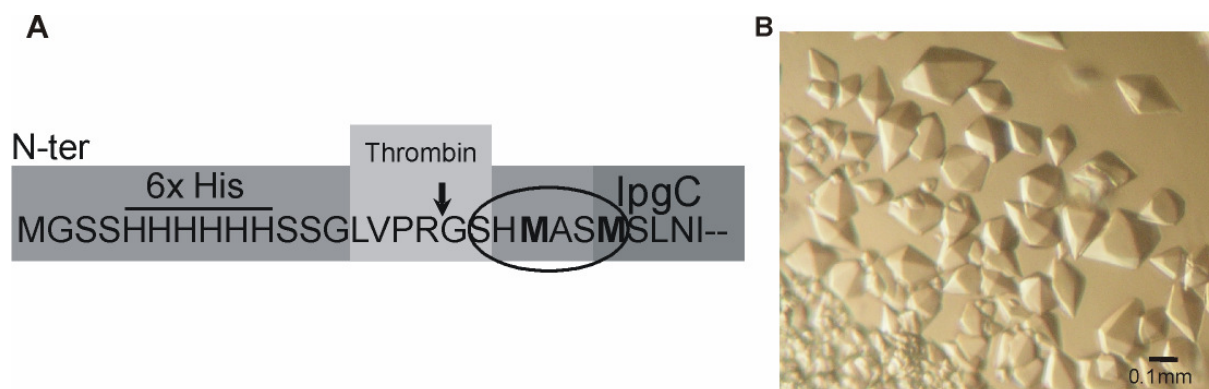 A
N-ter
Thrombin
6x His
IpgC
MGSSHHHHHHSSGLVPRGSHMASMSLNI--
B
0.1mm